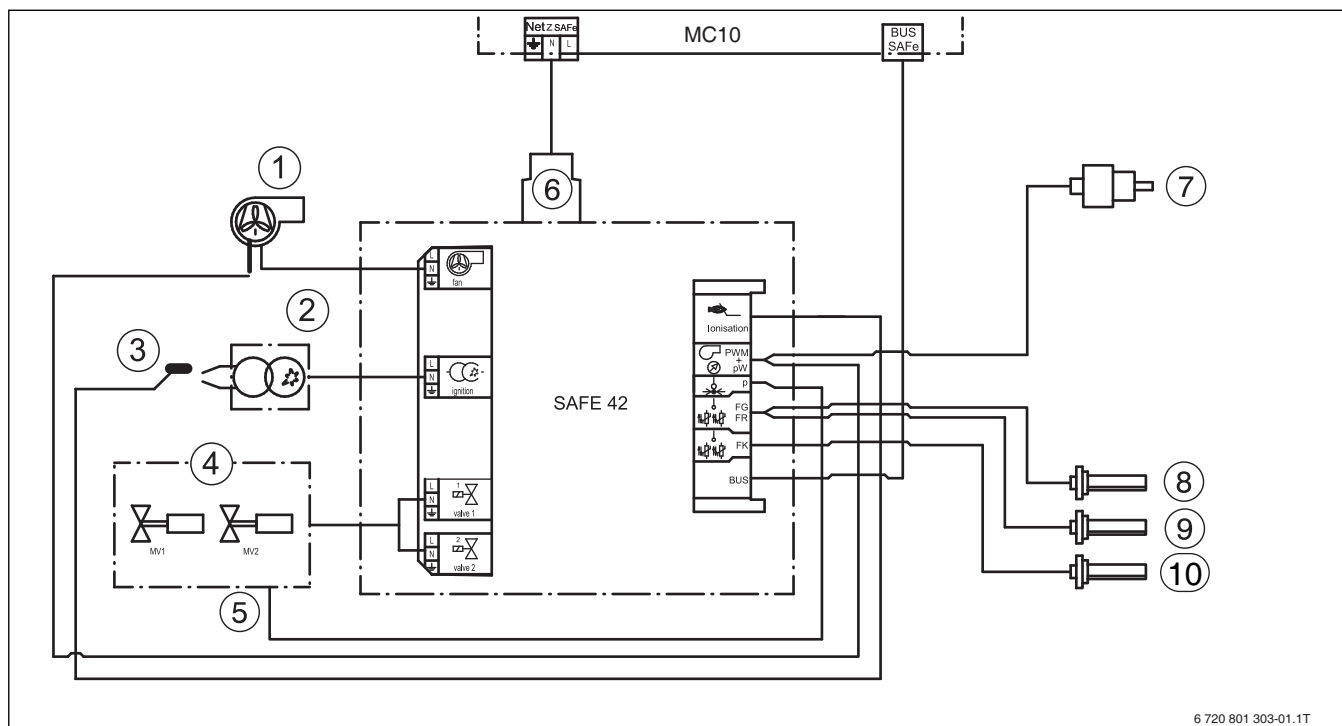 Netz SAFe
N L
MC10
BUS
SAFe
1
6
7
L
N
fan
2
3
Ionisation
PWM
+
pW
L
N
ignition
SAFE 42
p
FG
FR
FK
BUS
4
8
9
10
L
N
1
valve 1
MV1
MV2
L
N
2
valve 2
5
6 720 801 303-01.1T